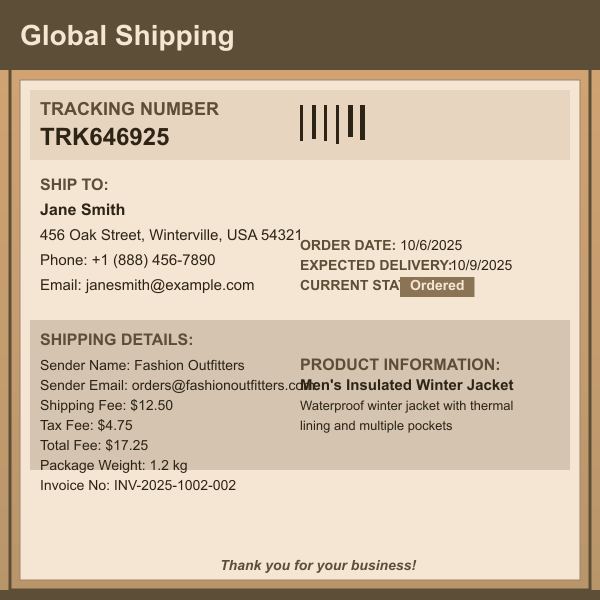 Global Shipping
TRACKING NUMBER
TRK646925
SHIP TO:
Jane Smith
456 Oak Street, Winterville, USA 54321
Phone: +1 (888) 456-7890
Email: janesmith@example.com
ORDER DATE: 10/6/2025
EXPECTED DELIVERY: 10/9/2025
CURRENT STAT Ordered
SHIPPING DETAILS:
Sender Name: Fashion Outfitters
Sender Email: orders@fashionoutfitters.com
Shipping Fee: $12.50
Tax Fee: $4.75
Total Fee: $17.25
Package Weight: 1.2 kg
Invoice No: INV-2025-1002-002
PRODUCT INFORMATION:
Men's Insulated Winter Jacket
Waterproof winter jacket with thermal
lining and multiple pockets
Thank you for your business!